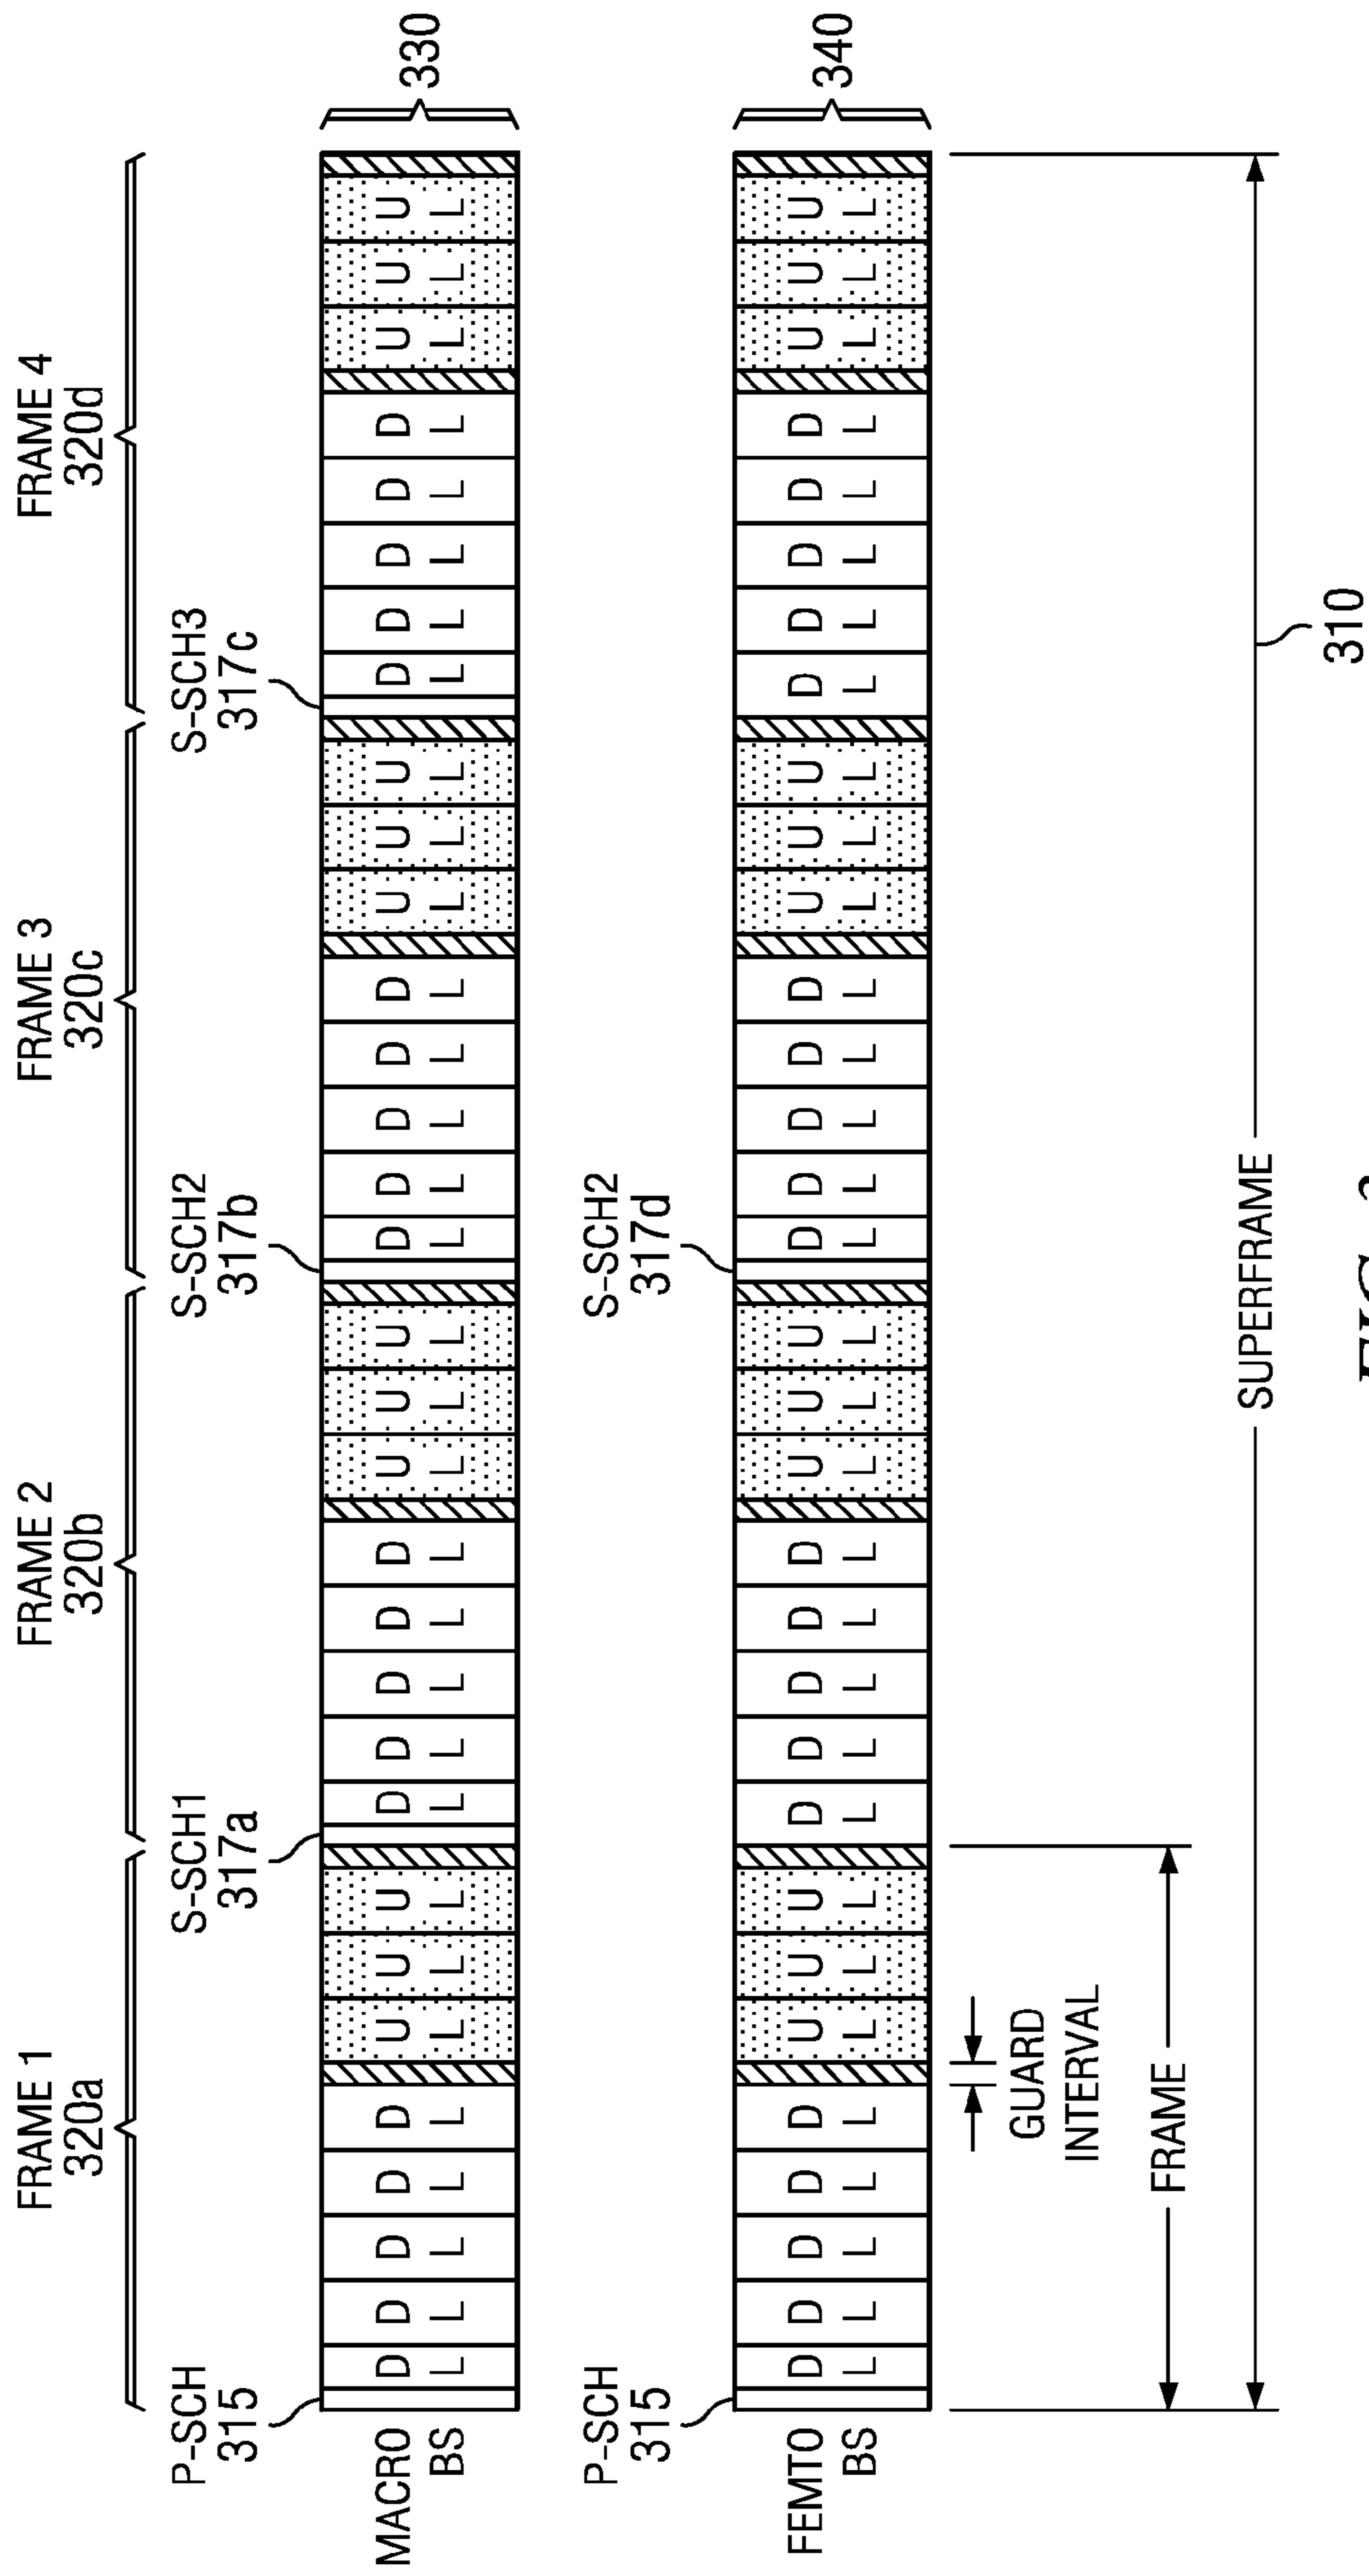 FRAME 1
320a
FRAME 2
320b
FRAME 3
320c
FRAME 4
320d
P-SCH
315
S-SCH1
317a
S-SCH2
317b
S-SCH3
317c
MACRO
BS
D D D D D U U U D D D D D U U U D D D D D U U U D D D D D U U U
L L L L L L L L L L L L L L L L L L L L L L L L L L L L L L L L
330
P-SCH
315
S-SCH2
317d
FEMTO
BS
D D D D D U U U D D D D D U U U D D D D D U U U D D D D D U U U
L L L L L L L L L L L L L L L L L L L L L L L L L L L L L L L L
340
GUARD
INTERVAL
FRAME
SUPERFRAME
310
FIG.